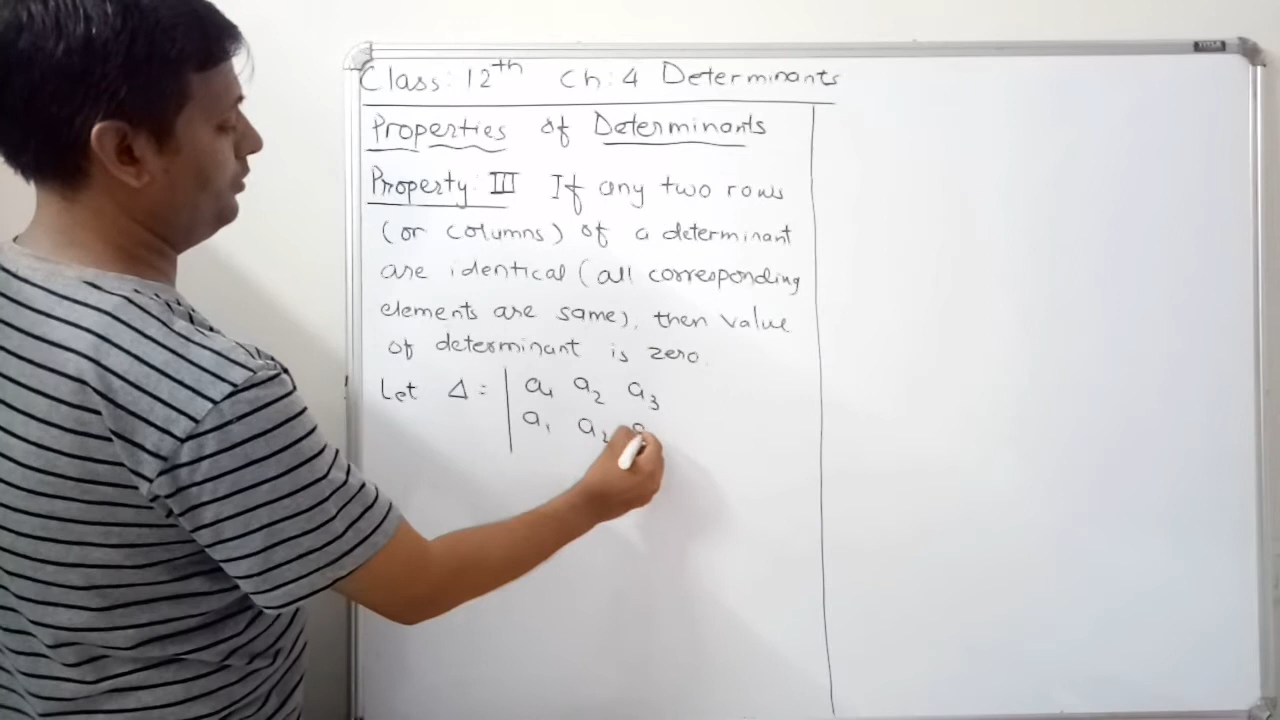 Class: 12th Ch: 4 Determinants
Properties of Determinants
Property: III If any two rows
(or columns) of a determinant
are identical (all corresponding
elements are same), then value
of determinant is zero.
Let Δ = | a₁ a₂ a₃
a₁ a₂ a